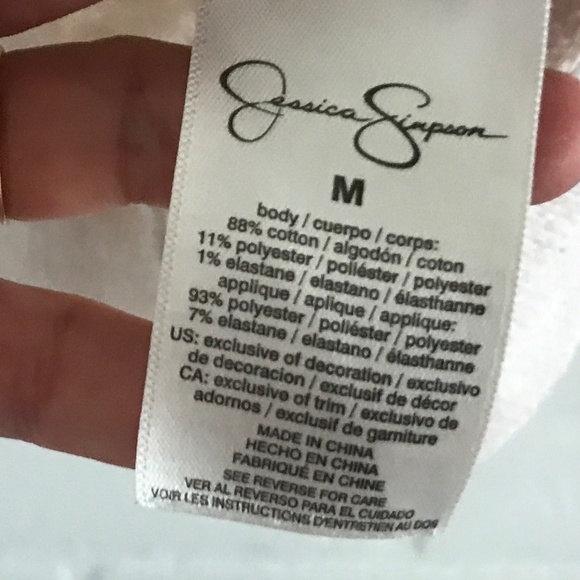 Jessica Simpson
M
body / cuerpo / corps:
88% cotton / algodón / coton
11% polyester / poliéster / polyester
1% elastane / elastano / élasthanne
applique / aplique / applique:
93% polyester / poliéster / polyester
7% elastane / elastano / élasthanne
US: exclusive of decoration / exclusivo
de decoracion / exclusif de décor
CA: exclusive of trim / exclusivo de
adornos / exclusif de garniture
MADE IN CHINA
HECHO EN CHINA
FABRIQUÉ EN CHINE
SEE REVERSE FOR CARE
VER AL REVERSO PARA EL CUIDADO
VOIR LES INSTRUCTIONS D'ENTRETIEN AU DOS